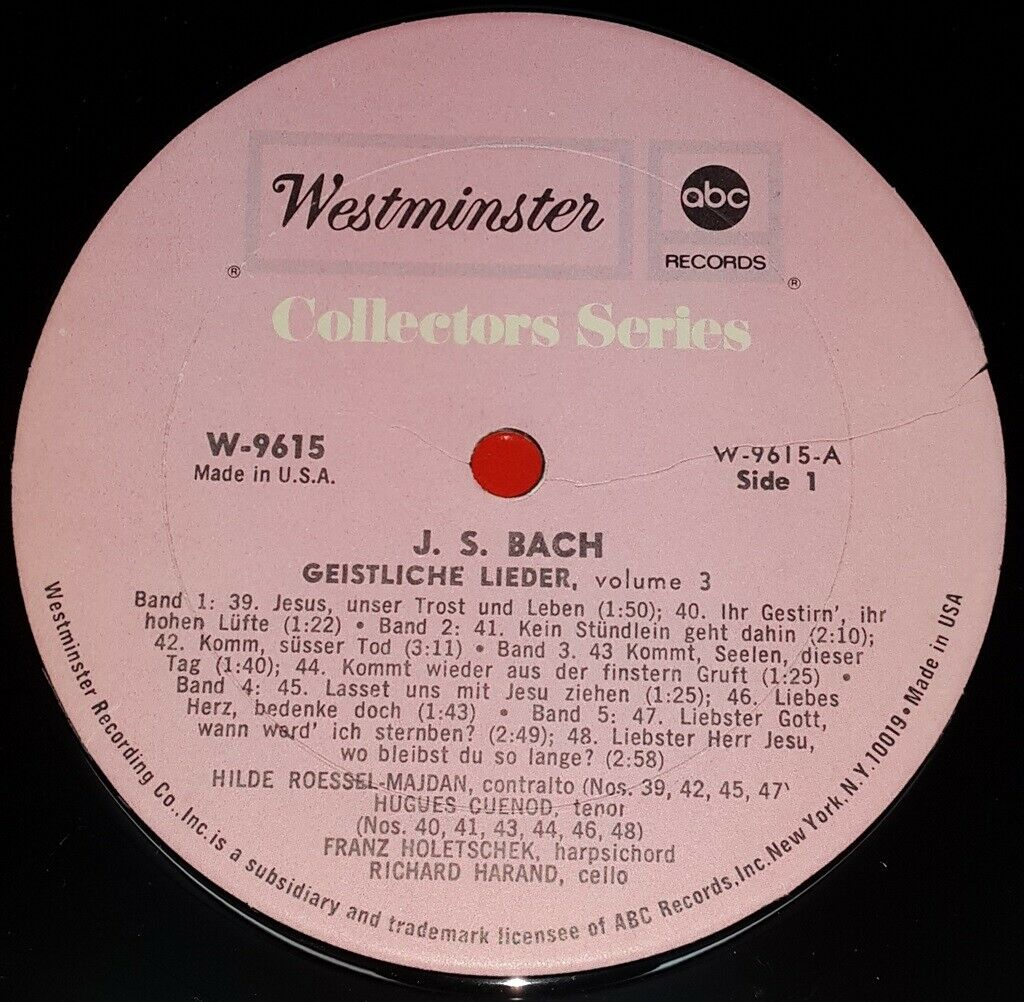 Westminster
abc
RECORDS
®
®
Collectors Series
W-9615
Made in U.S.A.
W-9615-A
Side 1
J. S. BACH
GEISTLICHE LIEDER, volume 3
Band 1: 39. Jesus, unser Trost und Leben (1:50); 40. Ihr Gestirn', ihr
hohen Lüfte (1:22) • Band 2: 41. Kein Stündlein geht dahin (2:10);
42. Komm, süsser Tod (3:11) • Band 3. 43 Kommt, Seelen, dieser
Tag (1:40); 44. Kommt wieder aus der finstern Gruft (1:25) •
Band 4: 45. Lasset uns mit Jesu ziehen (1:25); 46. Liebes
Herz, bedenke doch (1:43) • Band 5: 47. Liebster Gott,
wann werd' ich sternben? (2:49); 48. Liebster Herr Jesu,
wo bleibst du so lange? (2:58)
HILDE ROESSEL-MAJDAN, contralto (Nos. 39, 42, 45, 47)
HUGUES CUENOD, tenor
(Nos. 40, 41, 43, 44, 46, 48)
FRANZ HOLETSCHEK, harpsichord
RICHARD HARAND, cello
Westminster Recording Co., Inc. is a subsidiary and trademark licensee of ABC Records, Inc. New York, N.Y. 10019 • Made in USA